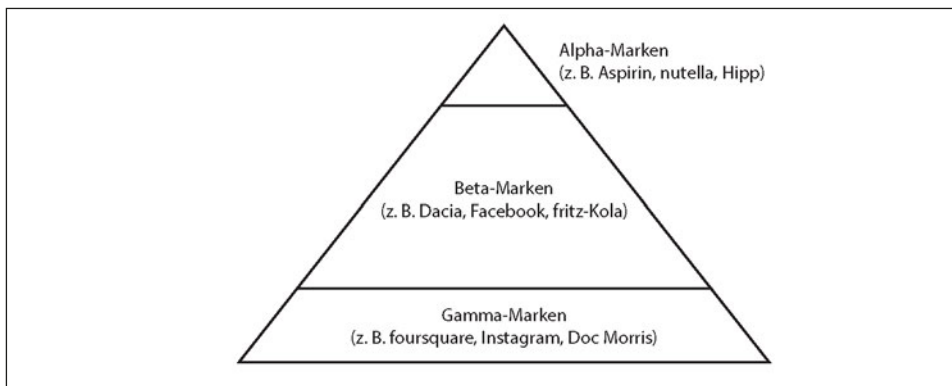 Alpha-Marken
(z. B. Aspirin, nutella, Hipp)
Beta-Marken
(z. B. Dacia, Facebook, fritz-Kola)
Gamma-Marken
(z. B. foursquare, Instagram, Doc Morris)